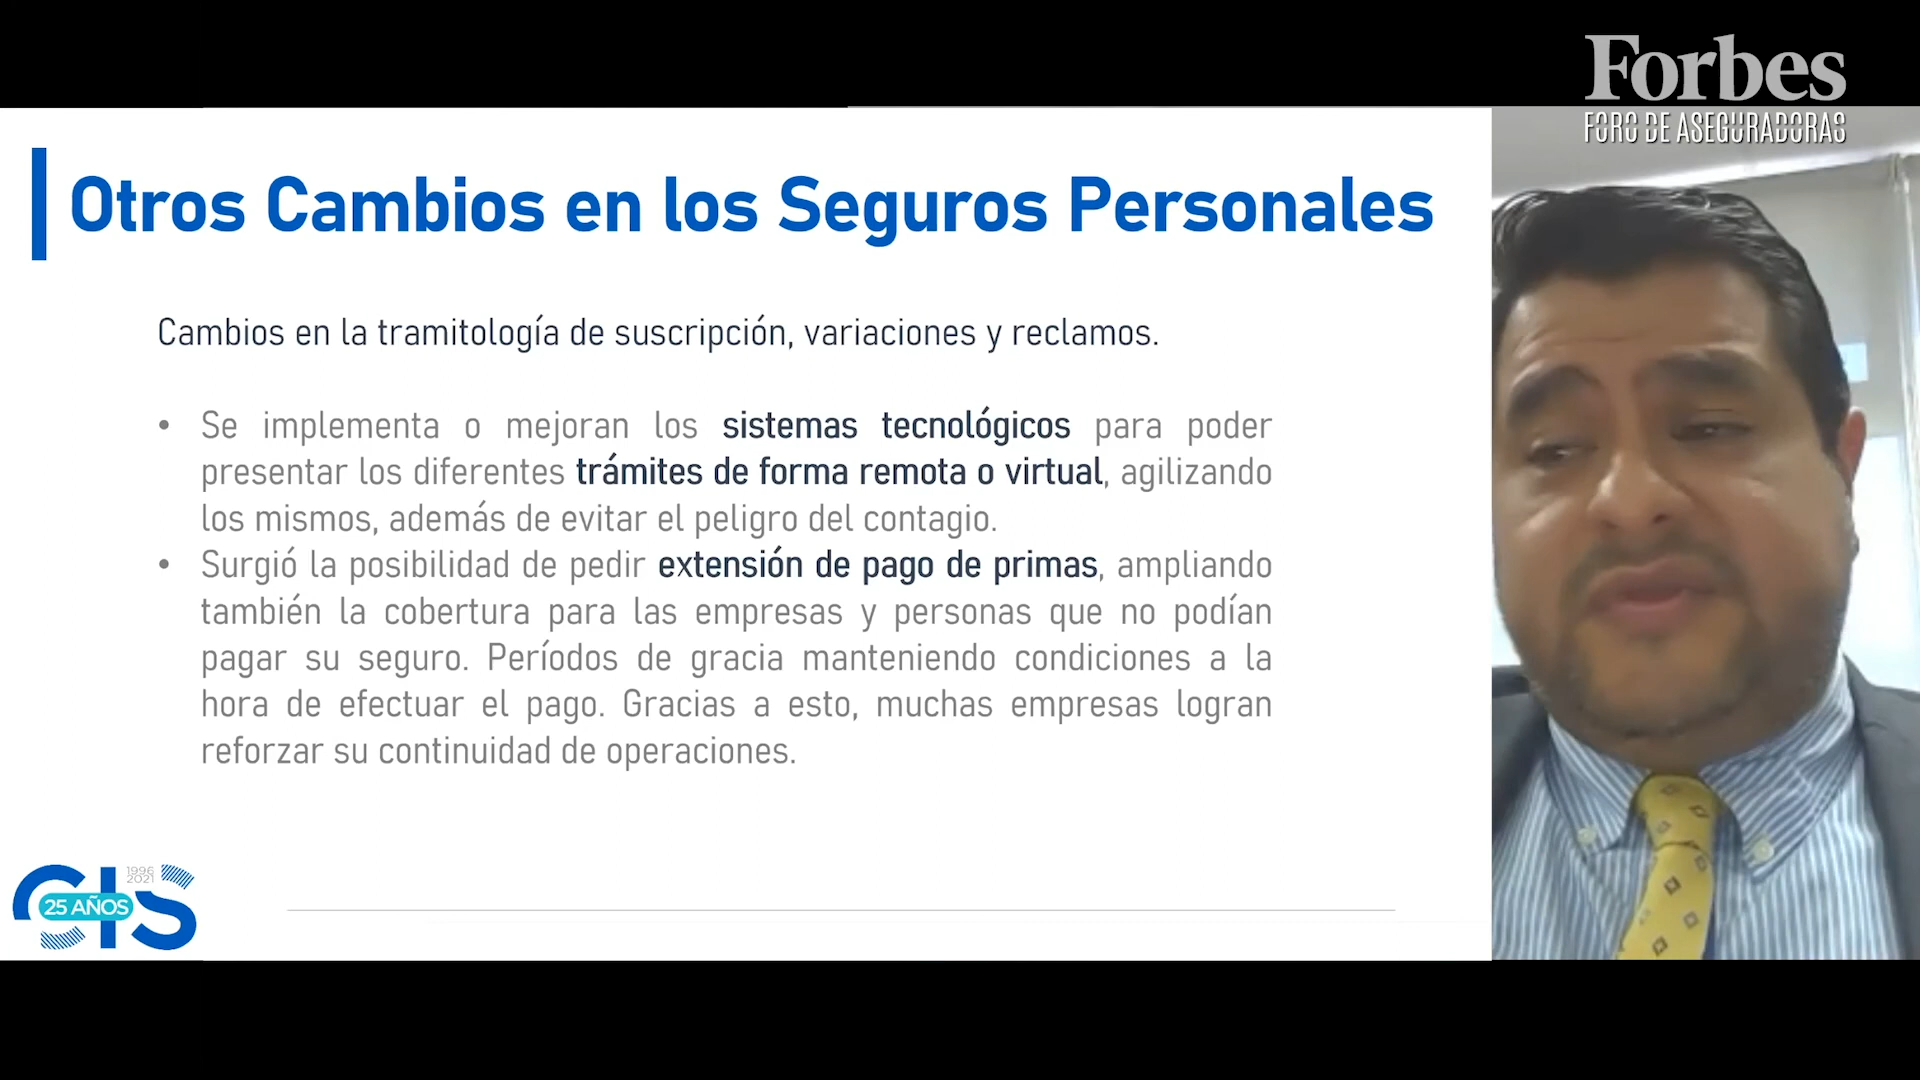 Forbes
FORO DE ASEGURADORAS
Otros Cambios en los Seguros Personales
Cambios en la tramitología de suscripción, variaciones y reclamos.
• Se implementa o mejoran los sistemas tecnológicos para poder
presentar los diferentes trámites de forma remota o virtual, agilizando
los mismos, además de evitar el peligro del contagio.
• Surgió la posibilidad de pedir extensión de pago de primas, ampliando
también la cobertura para las empresas y personas que no podían
pagar su seguro. Períodos de gracia manteniendo condiciones a la
hora de efectuar el pago. Gracias a esto, muchas empresas logran
reforzar su continuidad de operaciones.
CIS
1996
2021
25 AÑOS